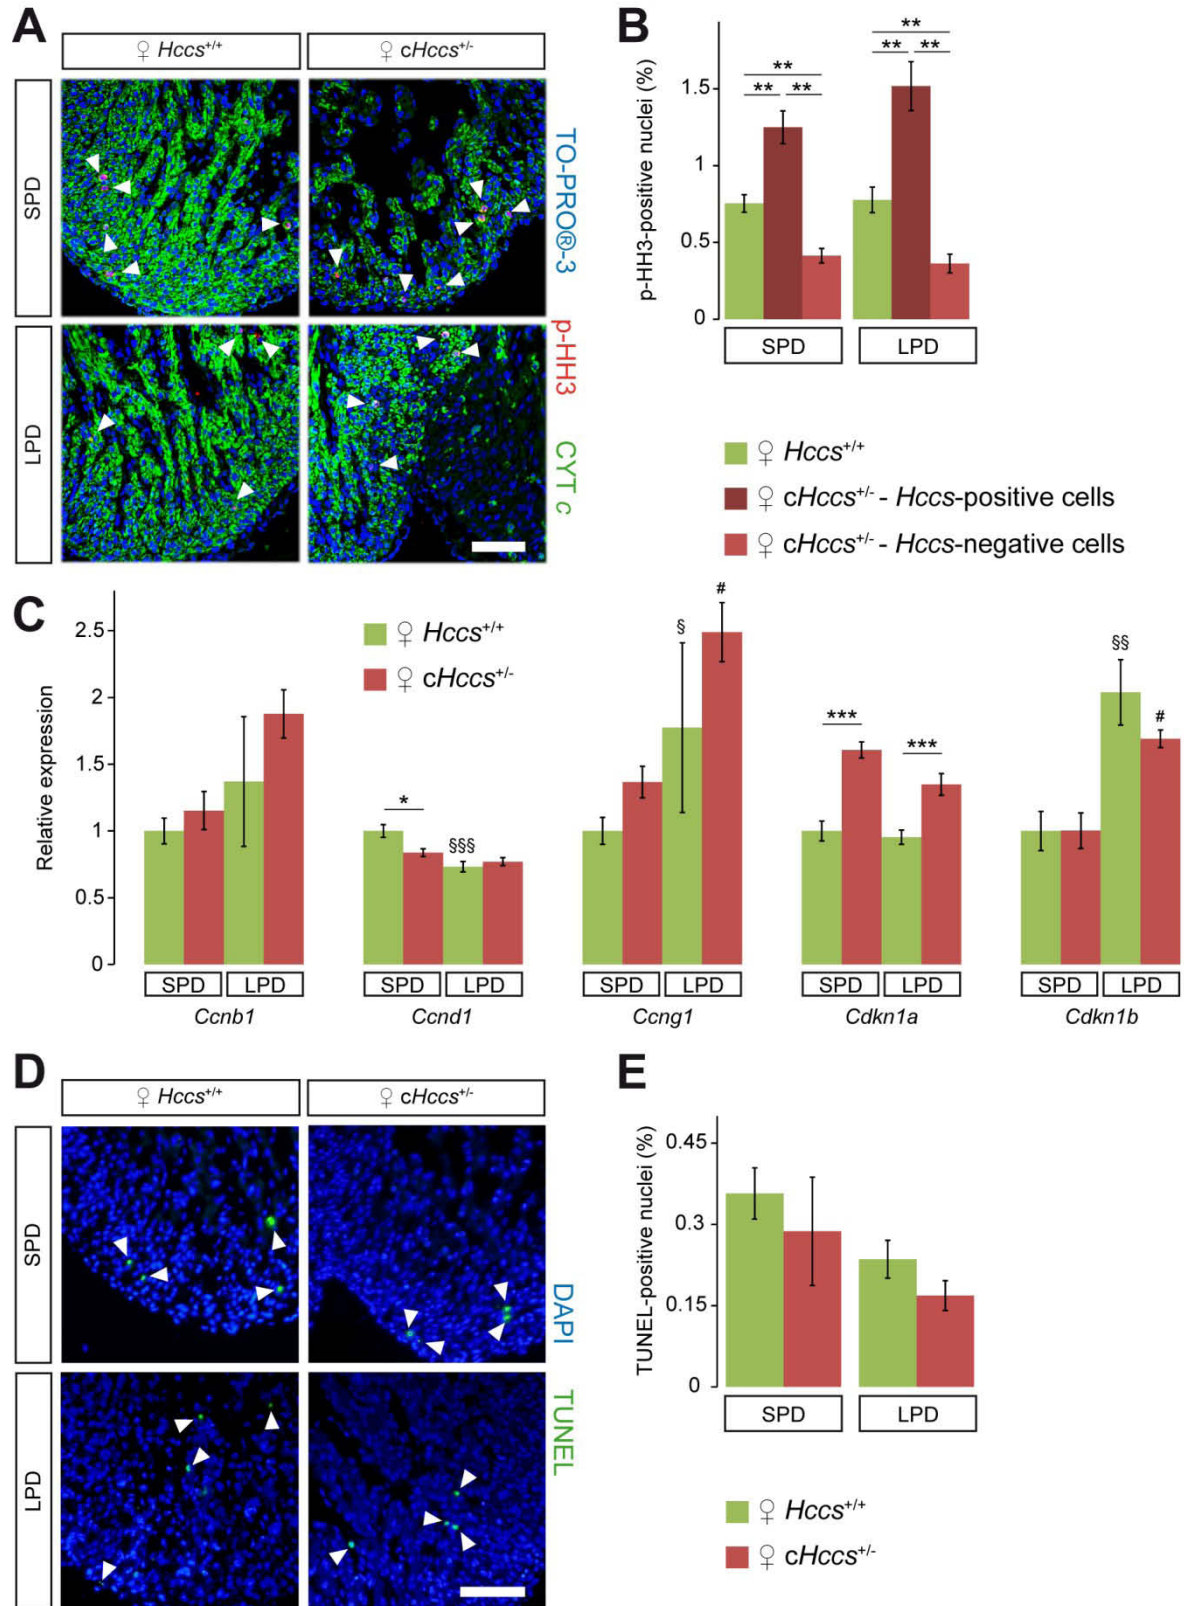 A
♀ Hccs+/+
♀ cHccs+/-
SPD
LPD
TO-PRO®-3
p-HH3
CYT c
B
p-HH3-positive nuclei (%)
1.5
1
0.5
0
**
** **
**
** **
SPD LPD
♀ Hccs+/+
♀ cHccs+/- - Hccs-positive cells
♀ cHccs+/- - Hccs-negative cells
C
Relative expression
2.5
2
1.5
1
0.5
0
♀ Hccs+/+
♀ cHccs+/-
*
§§§
§
#
***
***
§§
#
SPD LPD SPD LPD SPD LPD SPD LPD SPD LPD
Ccnb1 Ccnd1 Ccng1 Cdkn1a Cdkn1b
D
♀ Hccs+/+
♀ cHccs+/-
SPD
LPD
DAPI
TUNEL
E
TUNEL-positive nuclei (%)
0.45
0.3
0.15
0
SPD LPD
♀ Hccs+/+
♀ cHccs+/-